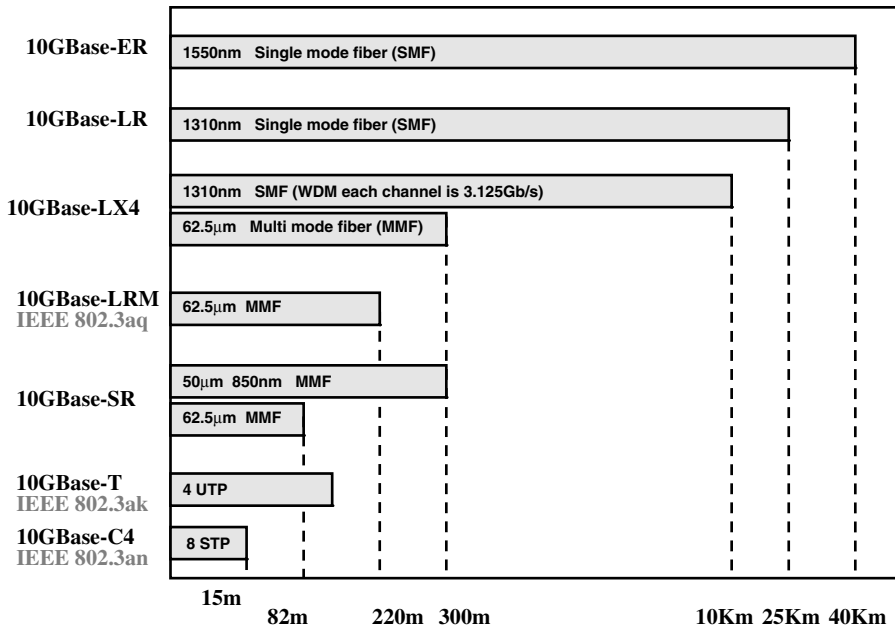 10GBase-ER
1550nm Single mode fiber (SMF)
10GBase-LR
1310nm Single mode fiber (SMF)
10GBase-LX4
1310nm SMF (WDM each channel is 3.125Gb/s)
62.5μm Multi mode fiber (MMF)
10GBase-LRM
IEEE 802.3aq
62.5μm MMF
10GBase-SR
50μm 850nm MMF
62.5μm MMF
10GBase-T
IEEE 802.3ak
4 UTP
10GBase-C4
IEEE 802.3an
8 STP
15m
82m 220m 300m 10Km 25Km 40Km